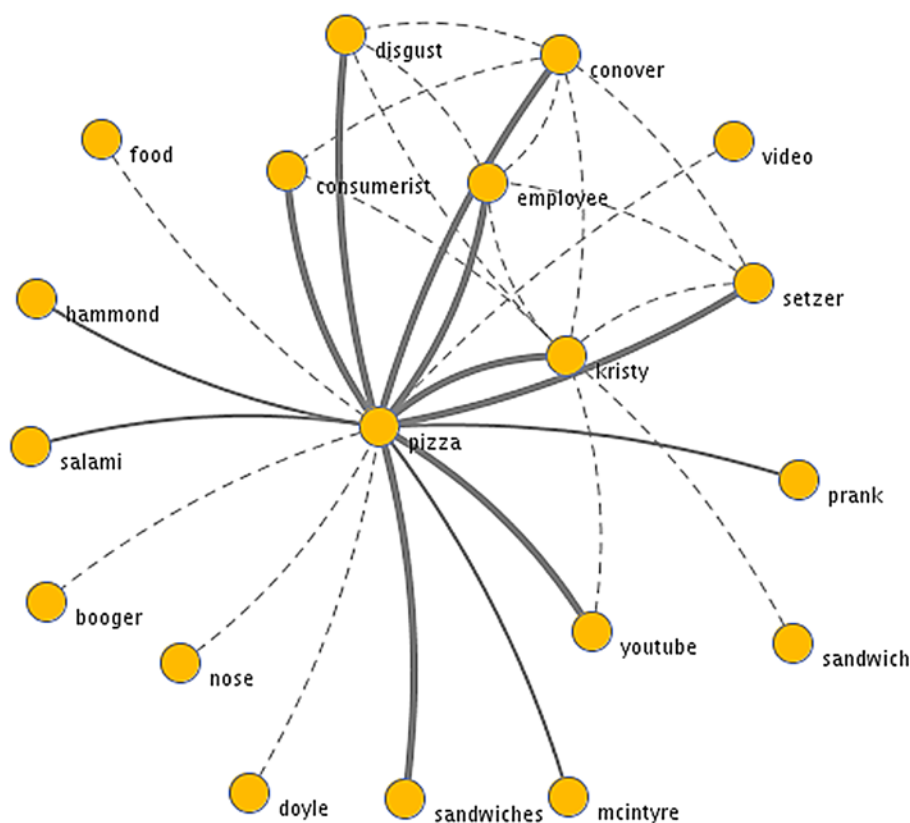 disgust
conover
food
video
consumerist
employee
setzer
hammond
kristy
pizza
salami
prank
booger
youtube
sandwich
nose
doyle
sandwiches
mcintyre